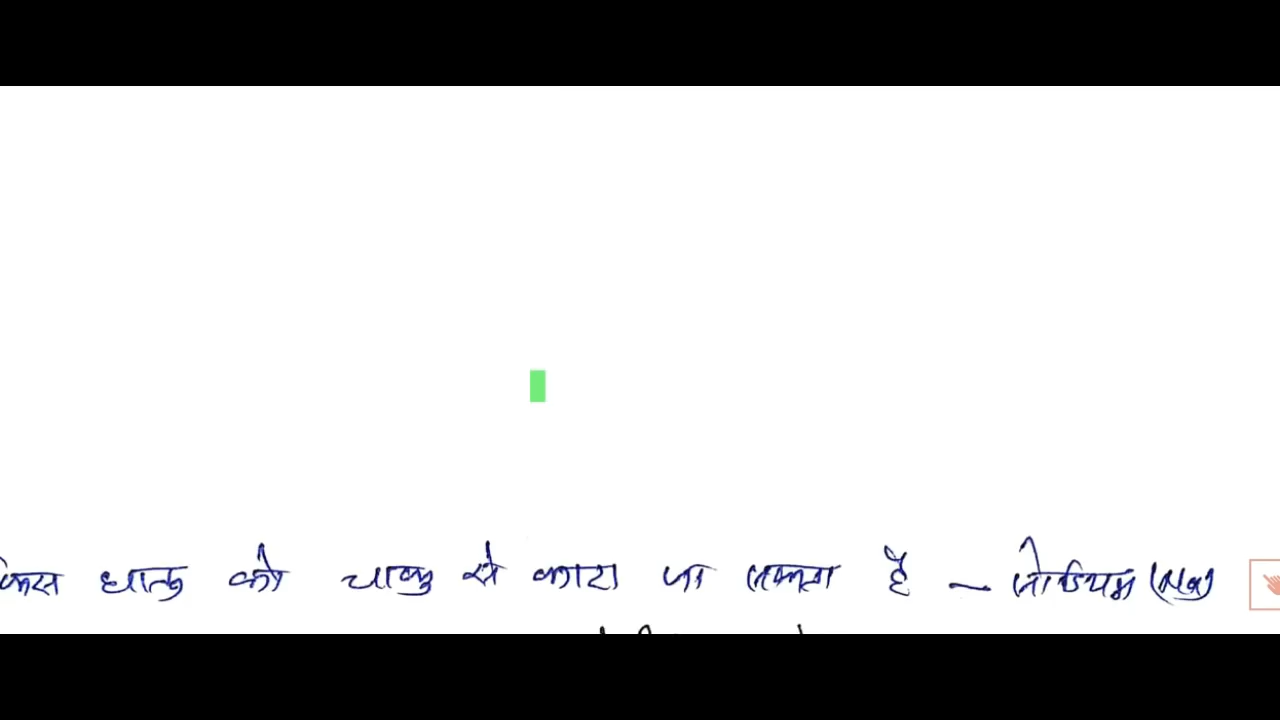 किस धातु को चाकू से काटा जा सकता है – सोडियम (Na)